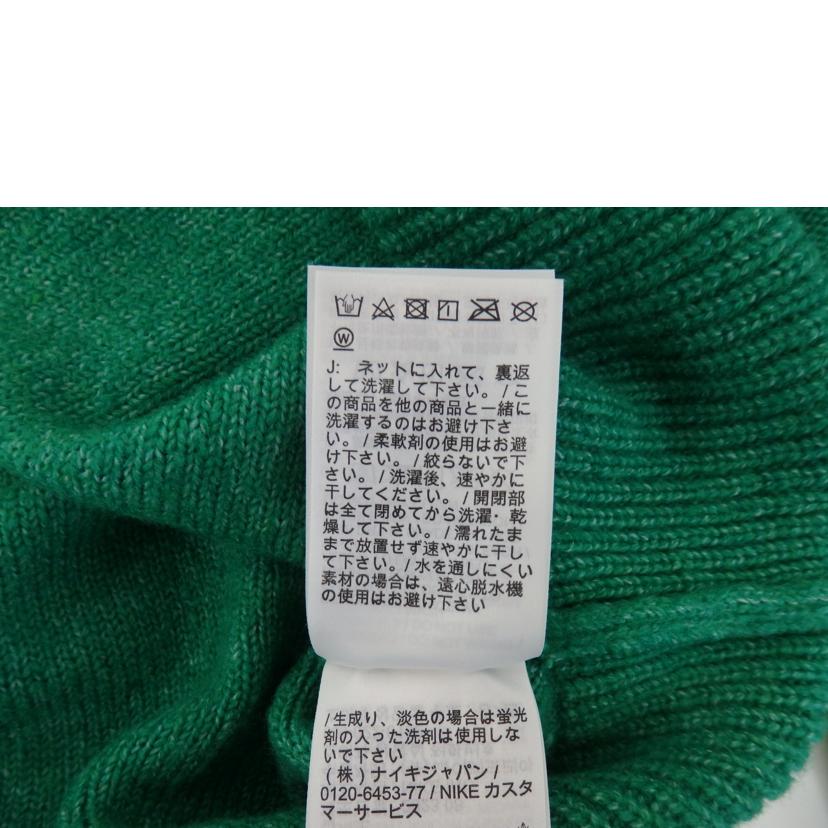 W
J: ネットに入れて、裏返
して洗濯して下さい。 / こ
の商品を他の商品と一緒に
洗濯するのはお避け下さ
い。 / 柔軟剤の使用はお避
け下さい。 / 絞らないで下
さい。 / 洗濯後、速やかに
干してください。 / 開閉部
は全て閉めてから洗濯・乾
燥して下さい。 / 濡れたま
まで放置せず速やかに干し
て下さい。 / 水を通しにくい
素材の場合は、遠心脱水機
の使用はお避け下さい
/ 生成り、淡色の場合は蛍光
剤の入った洗剤は使用しな
いで下さい
(株) ナイキジャパン /
0120-6453-77 / NIKE カスタ
マーサービス